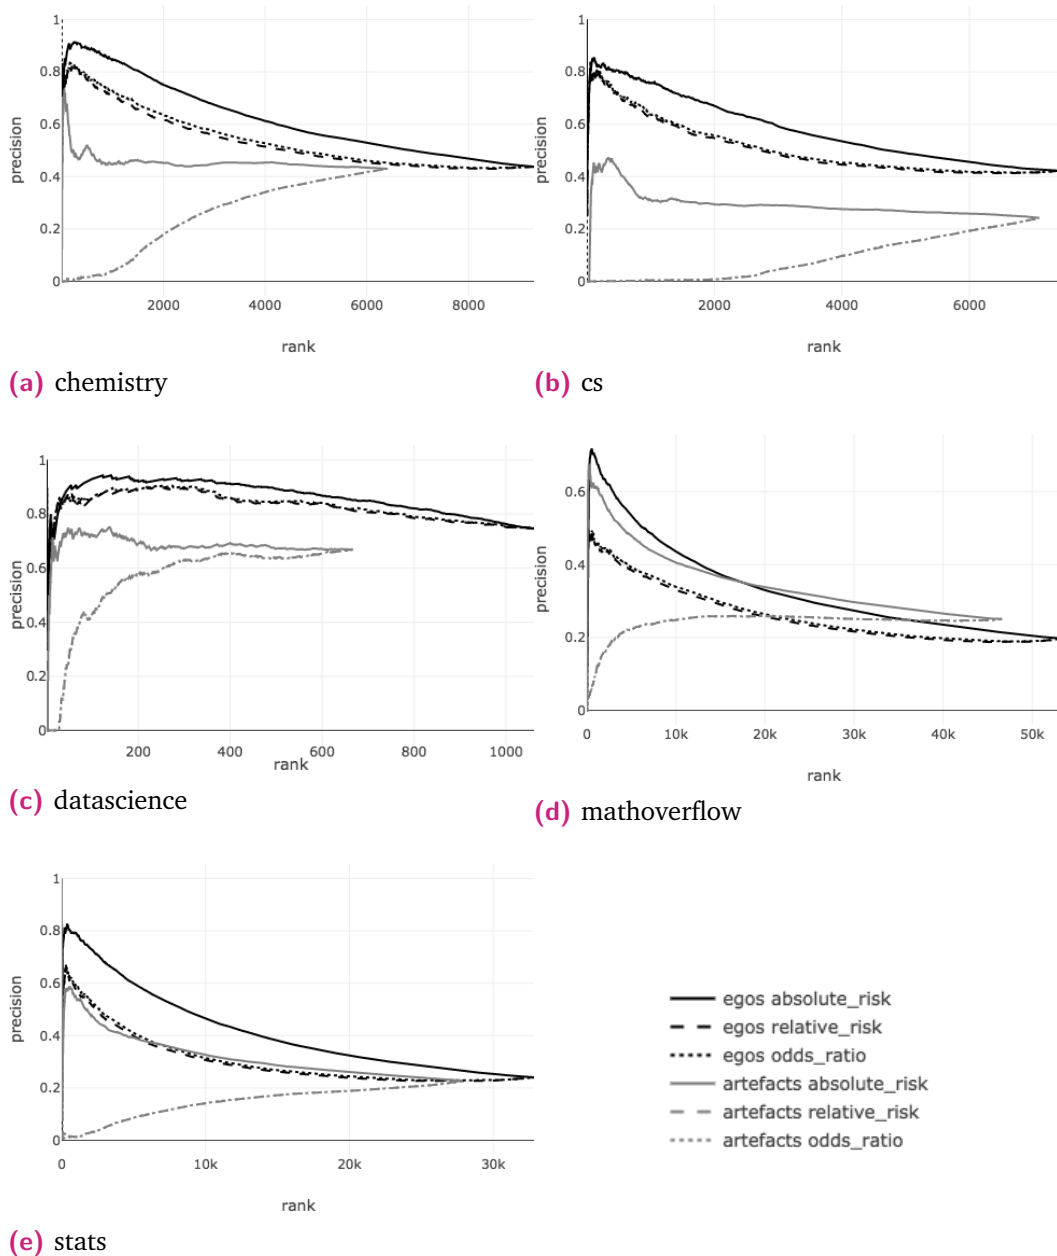 1
0.8
0.6
0.4
0.2
0
precision
2000 4000 6000 8000
rank
(a) chemistry
1
0.8
0.6
0.4
0.2
0
precision
2000 4000 6000
rank
(b) cs
1
0.8
0.6
0.4
0.2
0
precision
200 400 600 800 1000
rank
(c) datascience
0.6
0.4
0.2
0
precision
0 10k 20k 30k 40k 50k
rank
(d) mathoverflow
1
0.8
0.6
0.4
0.2
0
precision
0 10k 20k 30k
rank
(e) stats
egos absolute_risk
egos relative_risk
egos odds_ratio
artefacts absolute_risk
artefacts relative_risk
artefacts odds_ratio